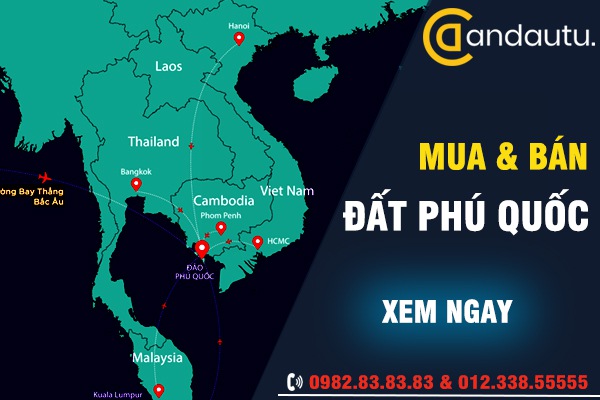 Hanoi
Laos
Thailand
Bangkok
Cambodia
Phom Penh
Viet Nam
HCMC
ĐẢO
PHÚ QUỐC
ờng Bay Thẳng
Bắc Âu
Malaysia
Kuala Lumpur
andautu.
MUA & BÁN
ĐẤT PHÚ QUỐC
XEM NGAY
0982.83.83.83 & 012.338.55555